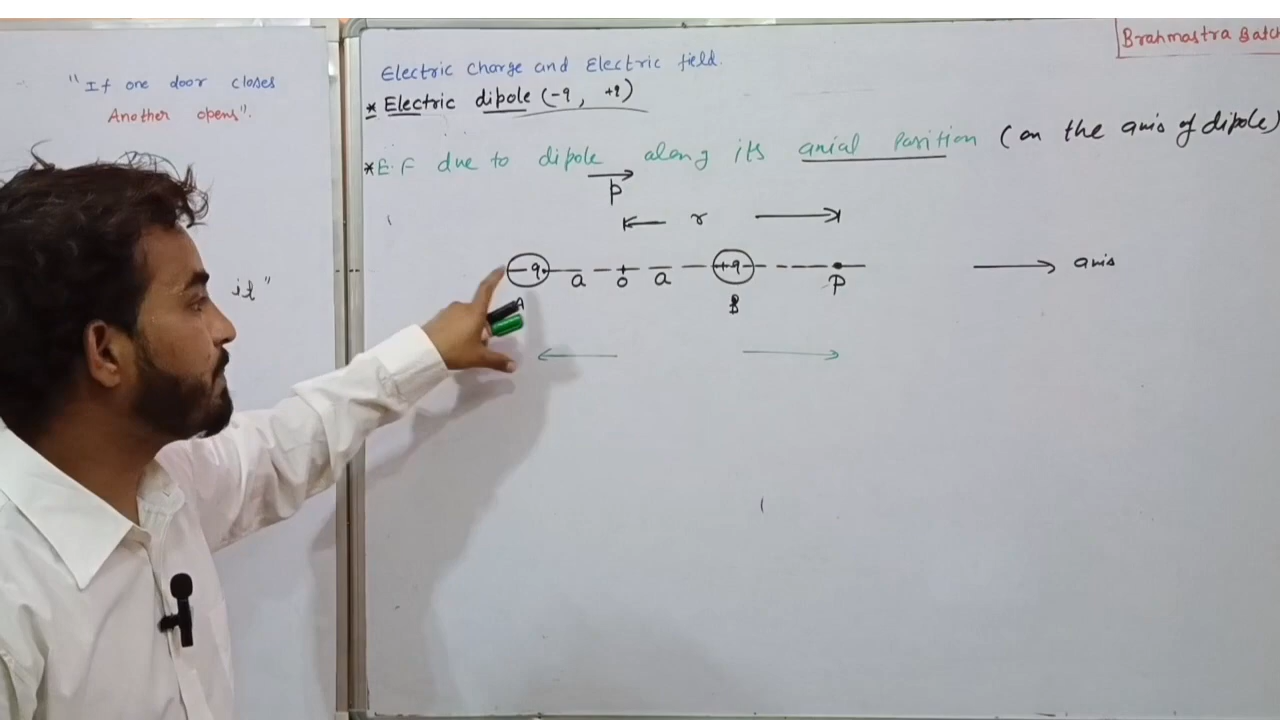 "If one door closes
Another opens".
it"
Brahmastra Batch
Electric Charge and Electric field.
* Electric dipole (-q, +q)
* E.F due to dipole along its axial Position (on the axis of dipole)
p
r
-q a o a +q P axis
A B